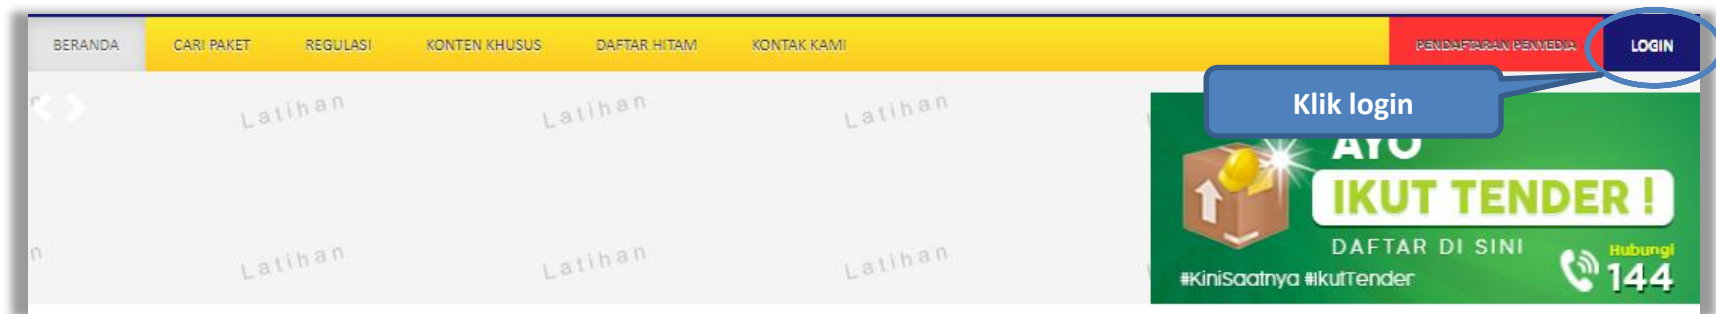 BERANDA CARI PAKET REGULASI KONTEN KHUSUS DAFTAR HITAM KONTAK KAMI PENDAFTARAN PENYEDIA LOGIN
Klik login
Latihan Latihan Latihan
AYO
IKUT TENDER !
DAFTAR DI SINI
Hubungi
144
#KiniSaatnya #IkutTender
n Latihan Latihan Latihan